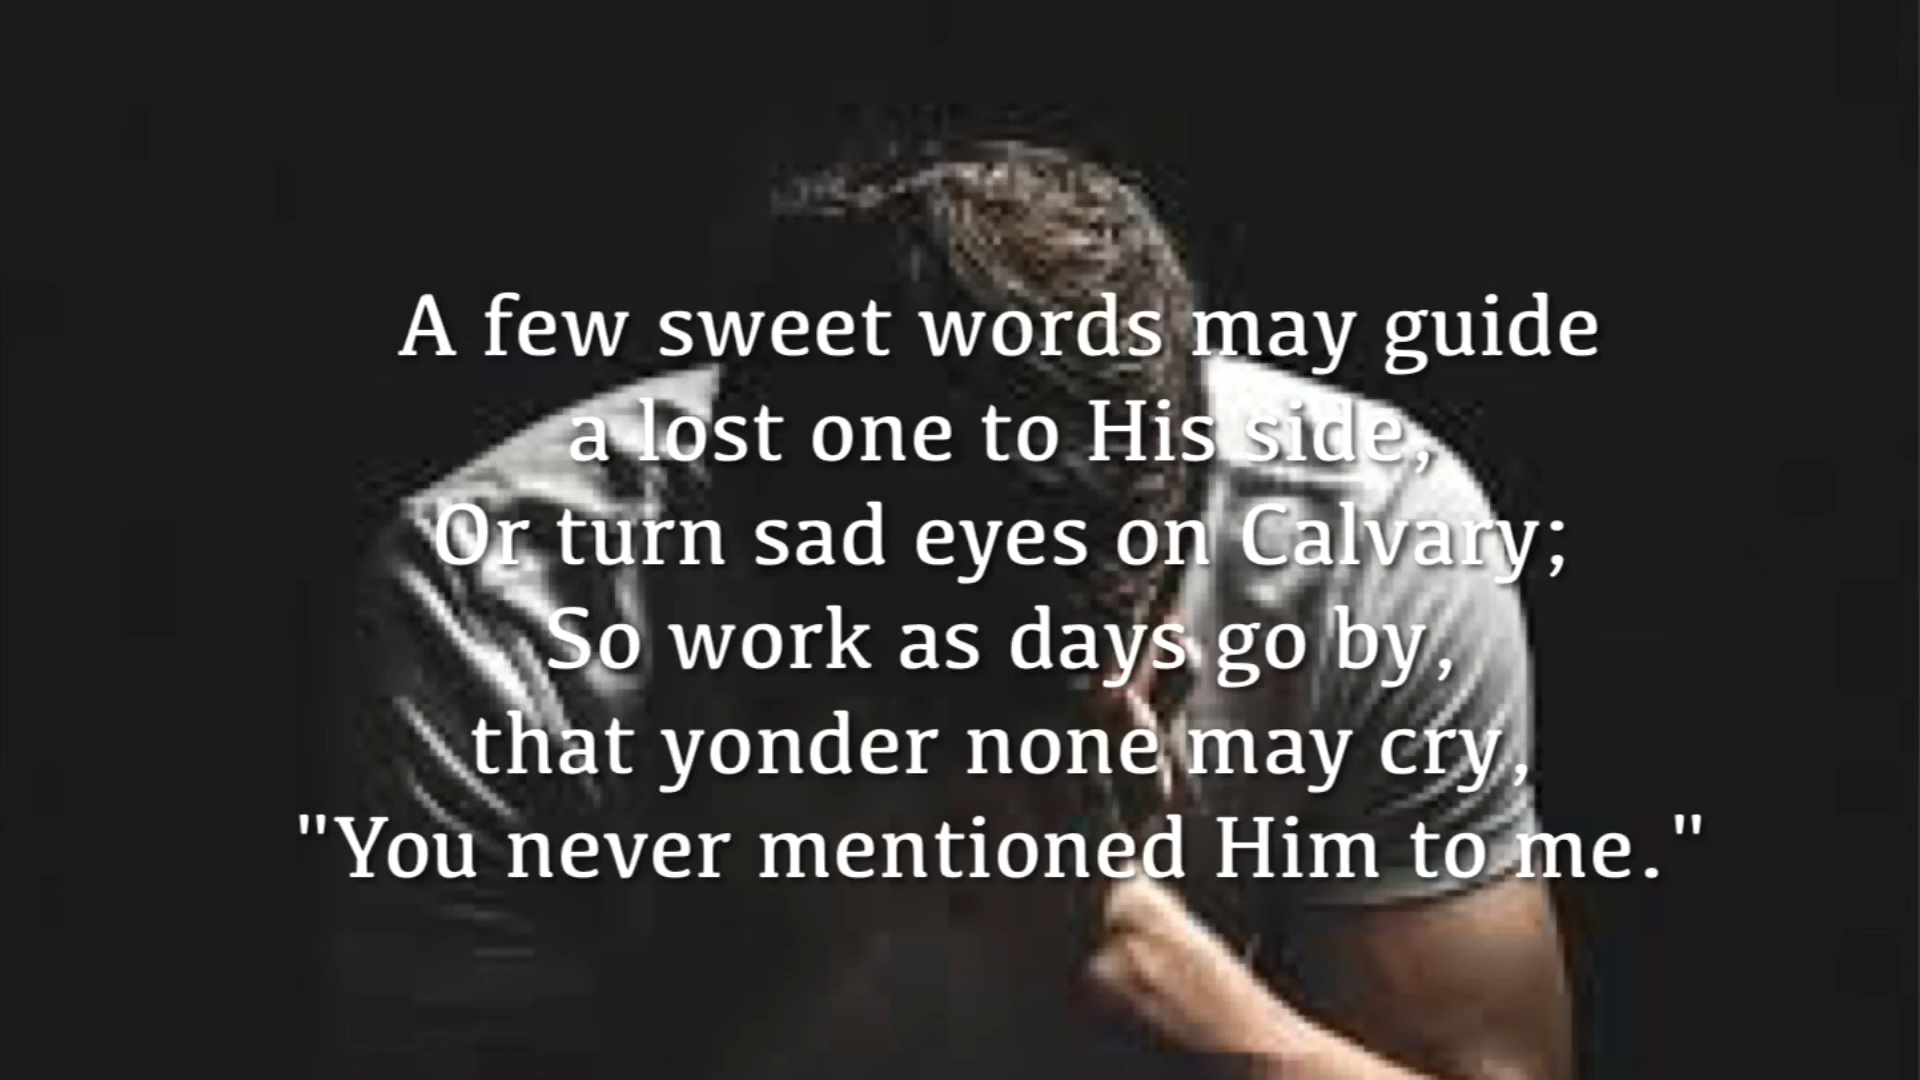 A few sweet words may guide
a lost one to His side,
Or turn sad eyes on Calvary;
So work as days go by,
that yonder none may cry,
"You never mentioned Him to me."